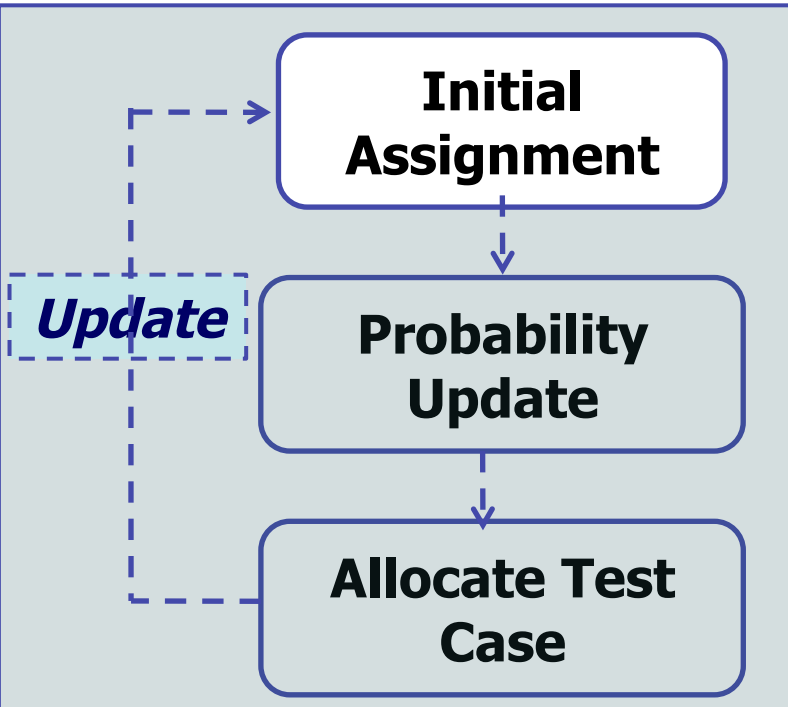 Initial
Assignment
Update
Probability
Update
Allocate Test
Case